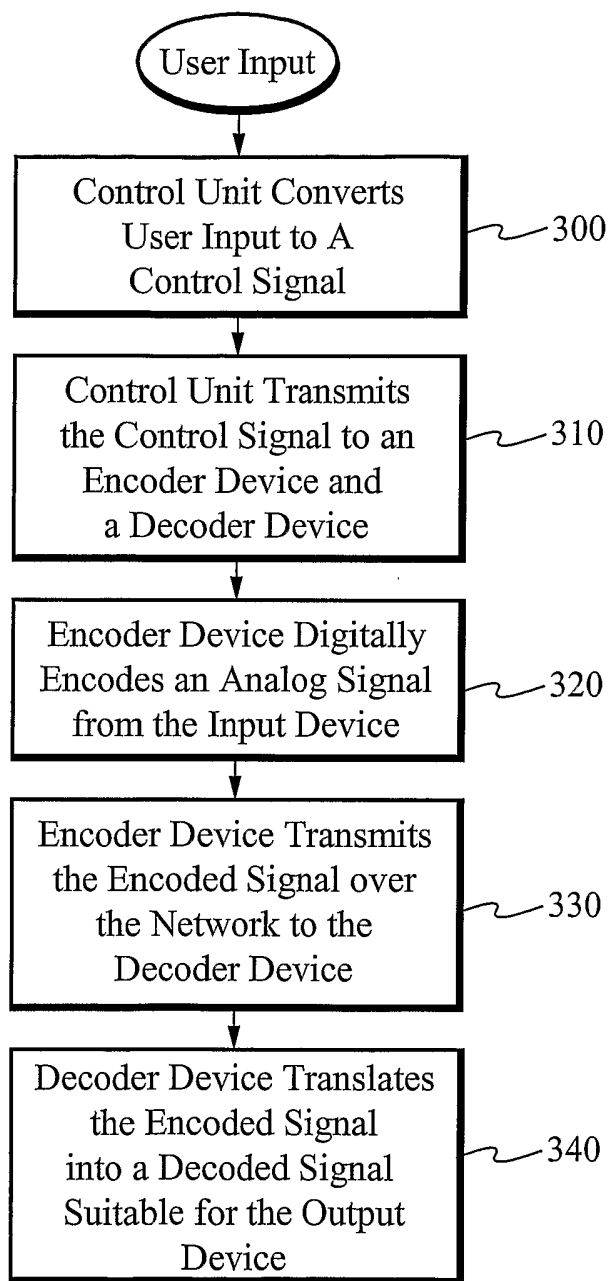 User Input
Control Unit Converts
User Input to A
Control Signal
300
Control Unit Transmits
the Control Signal to an
Encoder Device and
a Decoder Device
310
Encoder Device Digitally
Encodes an Analog Signal
from the Input Device
320
Encoder Device Transmits
the Encoded Signal over
the Network to the
Decoder Device
330
Decoder Device Translates
the Encoded Signal
into a Decoded Signal
Suitable for the Output
Device
340